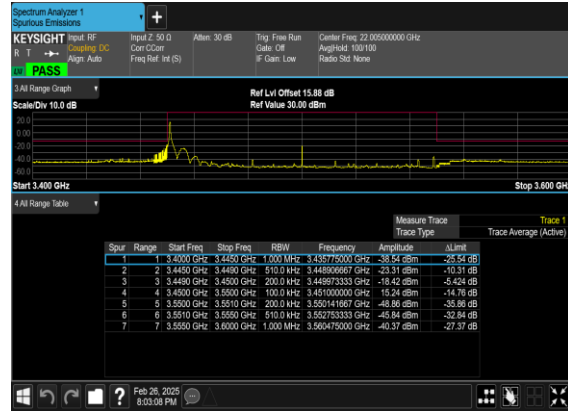 Spectrum Analyzer 1
Spurious Emissions
KEYSIGHT Input: RF Input Z: 50 Ω Atten: 30 dB Trig: Free Run Center Freq: 22.005000000 GHz
R T Coupling: DC Corr CCorr Gate: Off Avg|Hold: 100/100
Align: Auto Freq Ref: Int (S) IF Gain: Low Radio Std: None
PASS
3 All Range Graph
Ref Lvl Offset 15.88 dB
Scale/Div 10.0 dB Ref Value 30.00 dBm
20.0
0.00
-20.0
-40.0
-60.0
Start 3.400 GHz Stop 3.600 GH
4 All Range Table
Measure Trace Trace 1
Trace Type Trace Average (Active)
Spur Range Start Freq Stop Freq RBW Frequency Amplitude ΔLimit
1 1 3.4000 GHz 3.4450 GHz 1.000 MHz 3.435775000 GHz -38.54 dBm -25.54 dB
2 2 3.4450 GHz 3.4490 GHz 510.0 kHz 3.448906667 GHz -23.31 dBm -10.31 dB
3 3 3.4490 GHz 3.4500 GHz 200.0 kHz 3.449973333 GHz -18.42 dBm -5.424 dB
4 4 3.4500 GHz 3.5500 GHz 100.0 kHz 3.451000000 GHz 15.24 dBm -14.76 dB
5 5 3.5500 GHz 3.5510 GHz 200.0 kHz 3.550141667 GHz -48.86 dBm -35.86 dB
6 6 3.5510 GHz 3.5550 GHz 510.0 kHz 3.552753333 GHz -45.84 dBm -32.84 dB
7 7 3.5550 GHz 3.6000 GHz 1.000 MHz 3.560475000 GHz -40.37 dBm -27.37 dB
? Feb 26, 2025
8:03:08 PM